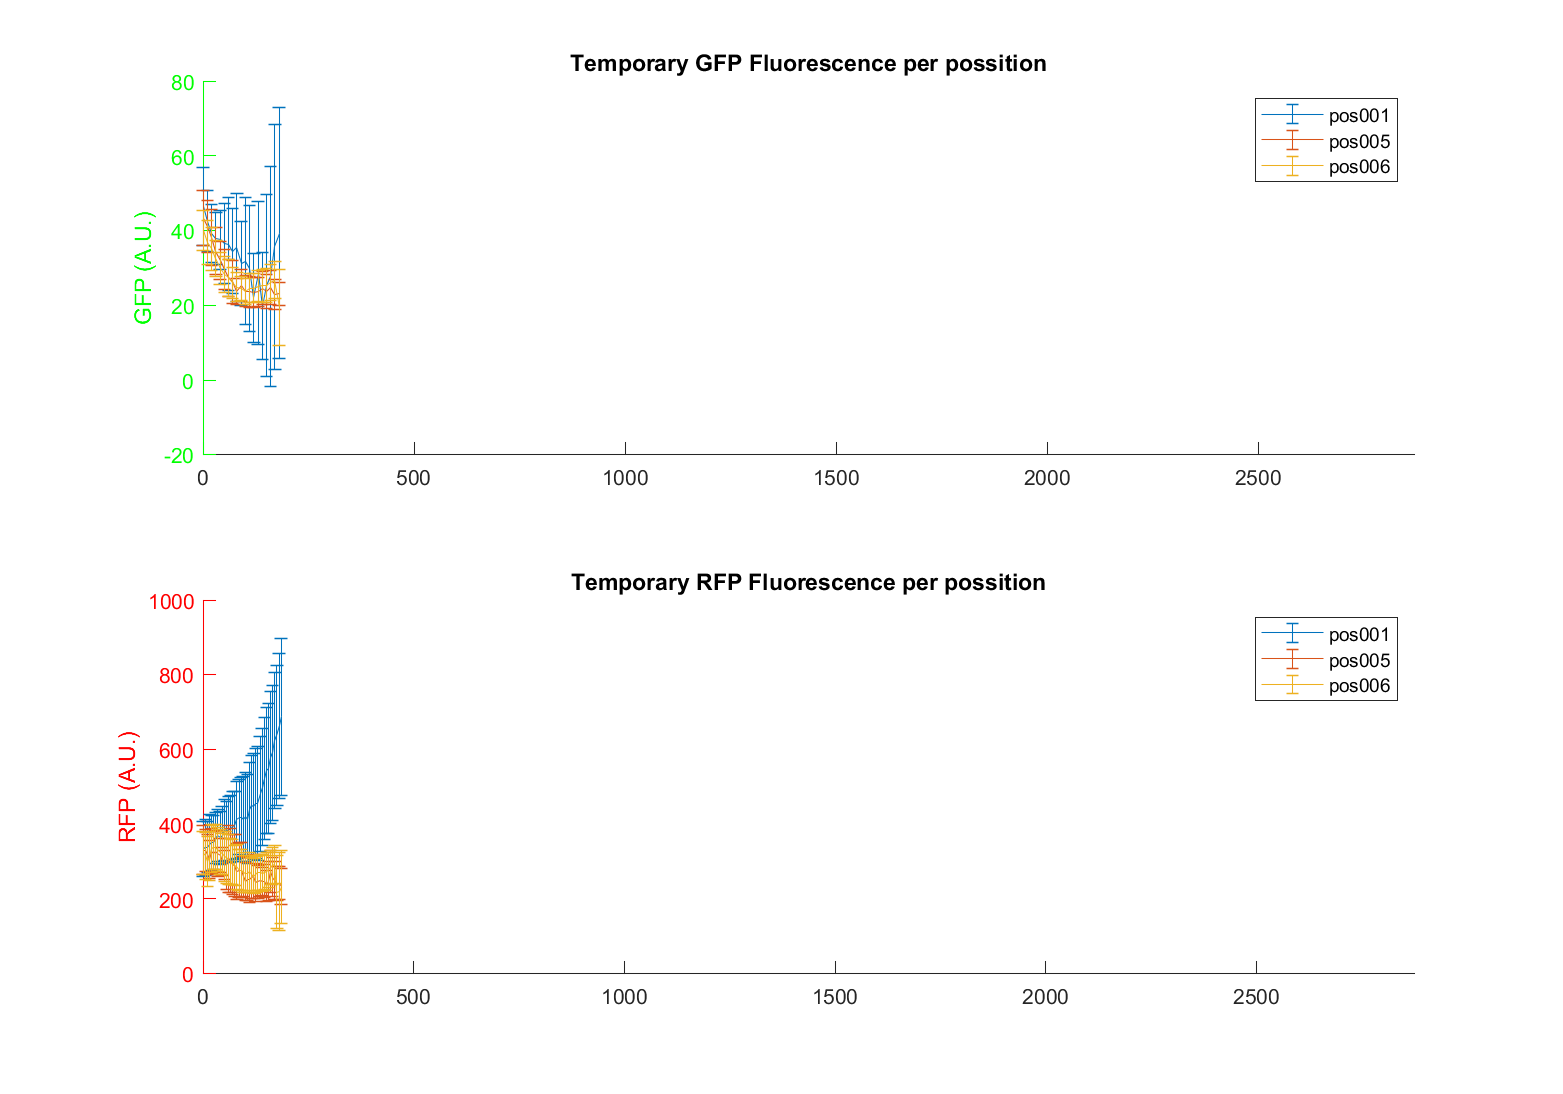 Temporary GFP Fluorescence per possition
80
60
40
20
0
-20
GFP (A.U.)
pos001
pos005
pos006
0 500 1000 1500 2000 2500
Temporary RFP Fluorescence per possition
1000
800
600
400
200
0
RFP (A.U.)
pos001
pos005
pos006
0 500 1000 1500 2000 2500